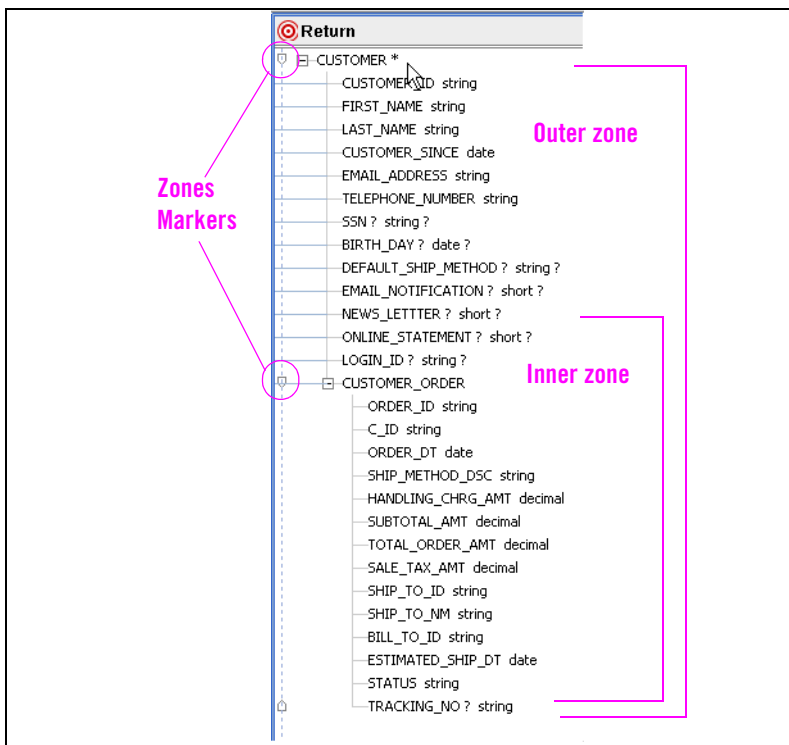 Return
CUSTOMER *
CUSTOMER_ID string
FIRST_NAME string
LAST_NAME string
Outer zone
CUSTOMER_SINCE date
EMAIL_ADDRESS string
Zones
Markers
TELEPHONE_NUMBER string
SSN ? string ?
BIRTH_DAY ? date ?
DEFAULT_SHIP_METHOD ? string ?
EMAIL_NOTIFICATION ? short ?
NEWS_LETTTER ? short ?
ONLINE_STATEMENT ? short ?
LOGIN_ID ? string ?
Inner zone
CUSTOMER_ORDER
ORDER_ID string
C_ID string
ORDER_DT date
SHIP_METHOD_DSC string
HANDLING_CHRG_AMT decimal
SUBTOTAL_AMT decimal
TOTAL_ORDER_AMT decimal
SALE_TAX_AMT decimal
SHIP_TO_ID string
SHIP_TO_NM string
BILL_TO_ID string
ESTIMATED_SHIP_DT date
STATUS string
TRACKING_NO ? string